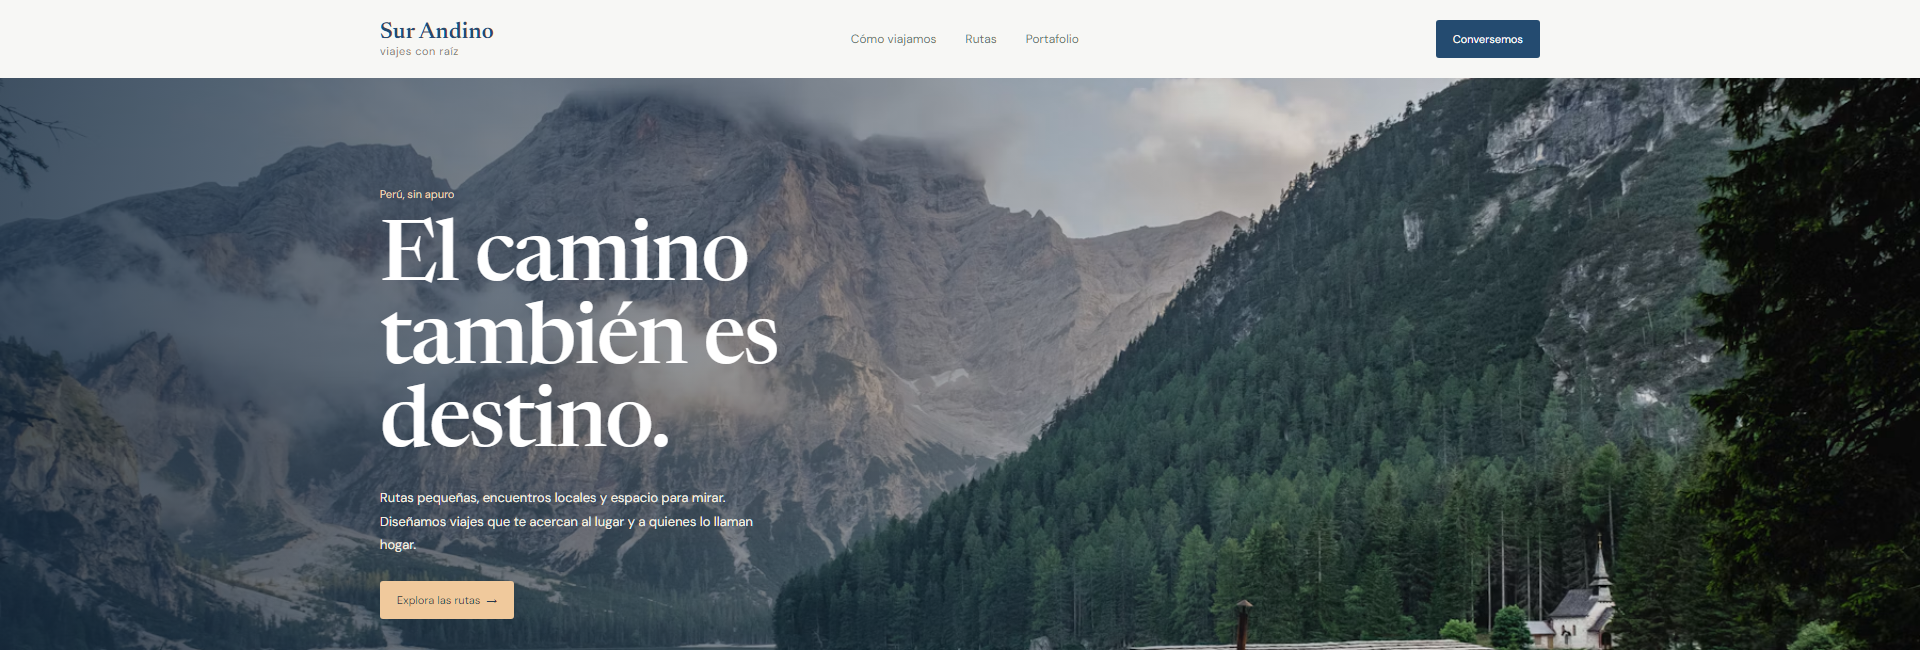 Sur Andino
viajes con raíz
Cómo viajamos
Rutas
Portafolio
Conversemos
Perú, sin apuro
El camino
también es
destino.
Rutas pequeñas, encuentros locales y espacio para mirar.
Diseñamos viajes que te acercan al lugar y a quienes lo llaman
hogar.
Explora las rutas →